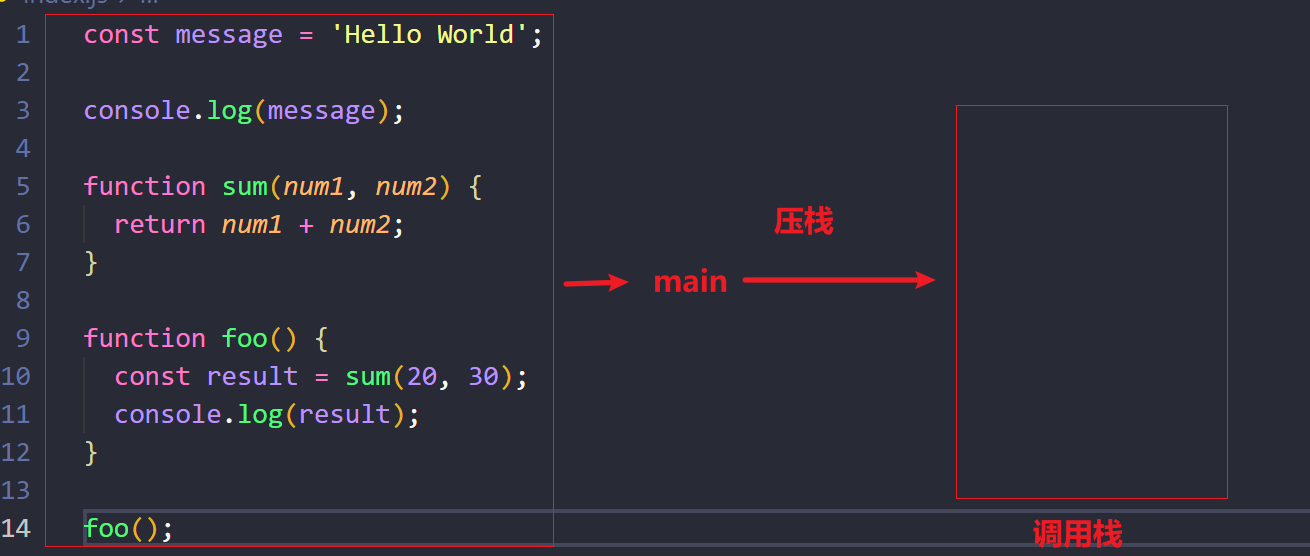 index.js > ...
1 const message = 'Hello World';
2
3 console.log(message);
4
5 function sum(num1, num2) {
6 return num1 + num2;
7 }
8
9 function foo() {
10 const result = sum(20, 30);
11 console.log(result);
12 }
13
14 foo();
压栈
main
调用栈